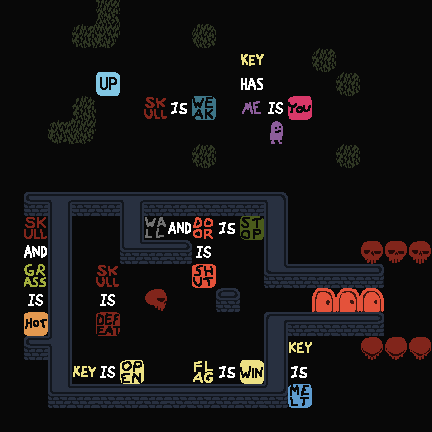 KEY
UP HAS
SKULL IS WEAK ME IS YOU
SKULL WALL AND DOOR IS STOP
AND IS
GRASS SKULL SHUT
IS IS
HOT DEFEAT
KEY
KEY IS OPEN FLAG IS WIN IS
MELT